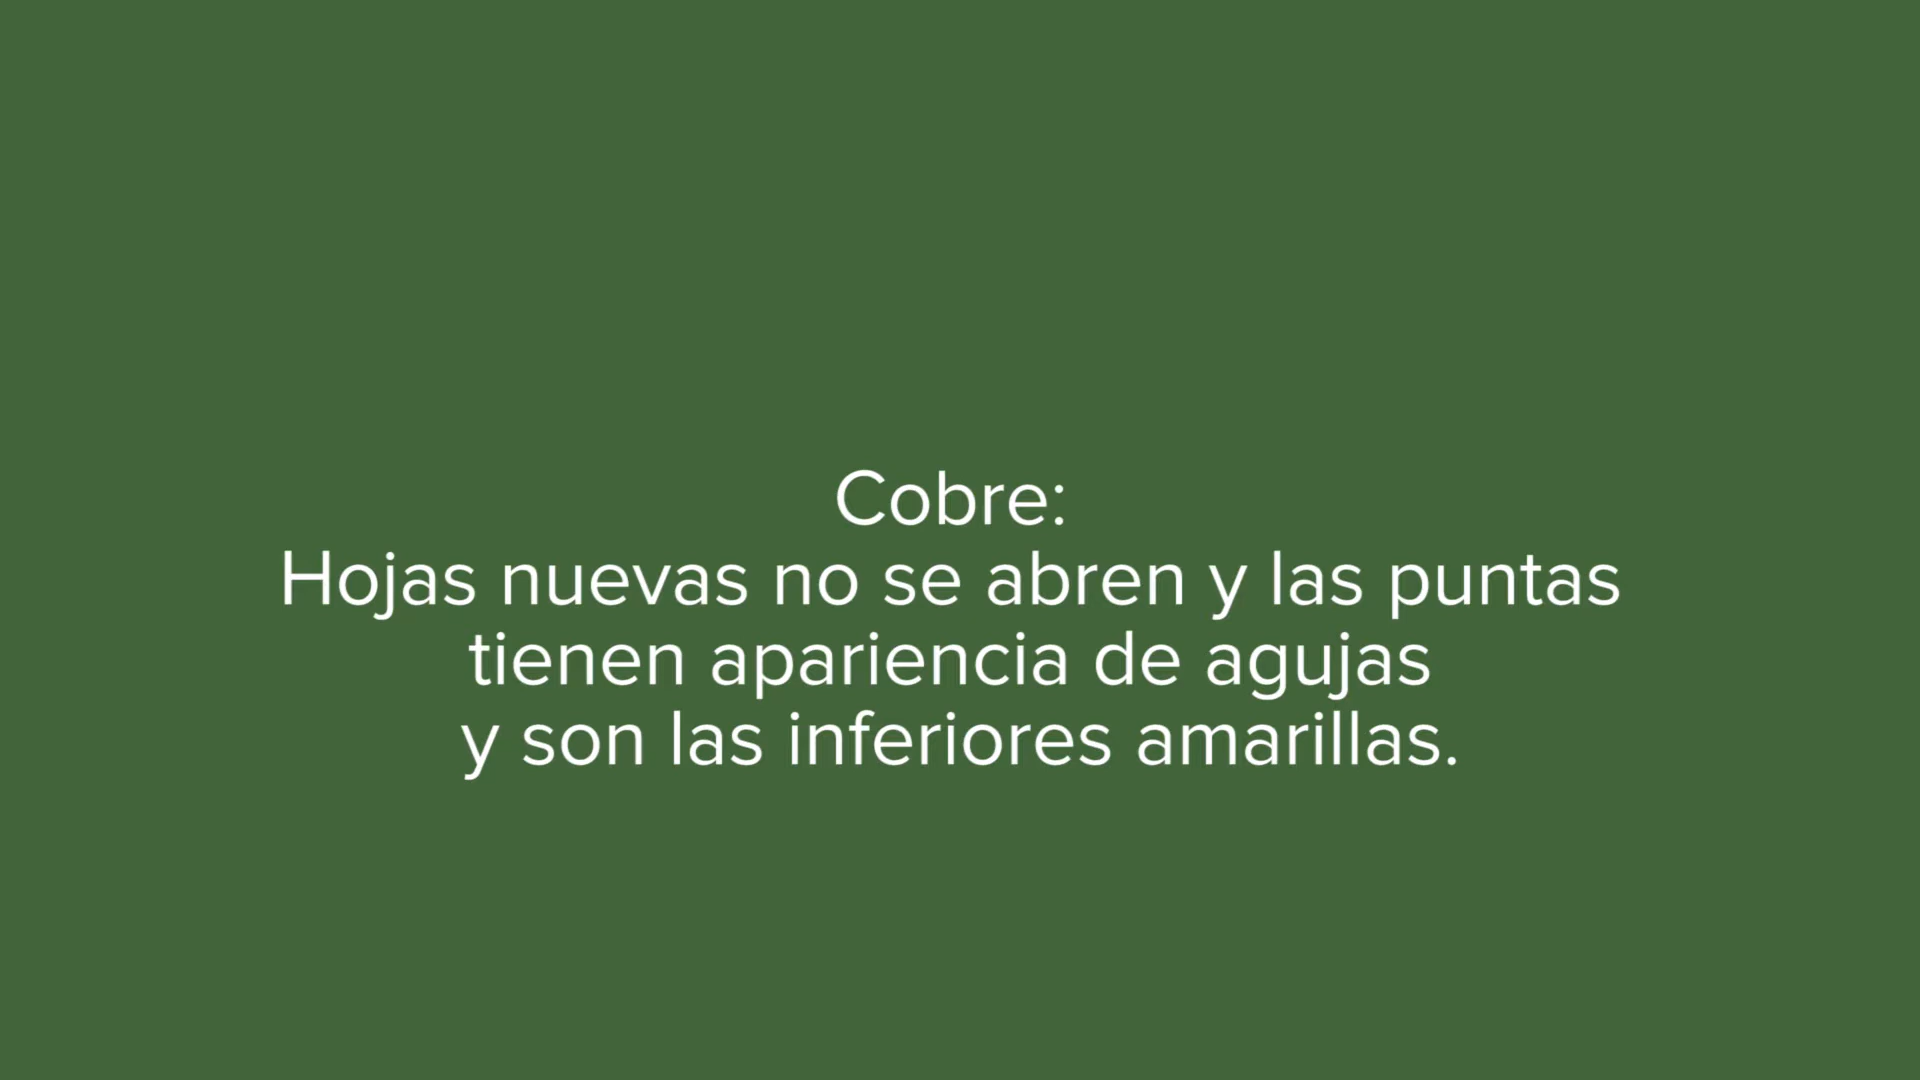 Cobre:
Hojas nuevas no se abren y las puntas
tienen apariencia de agujas
y son las inferiores amarillas.